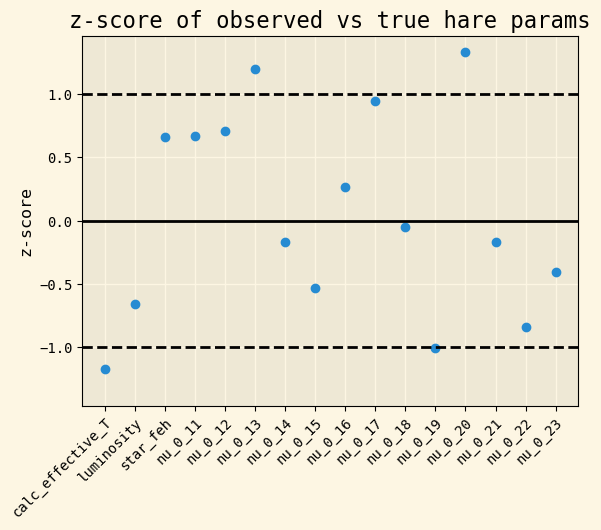 z-score of observed vs true hare params
z-score
1.0
0.5
0.0
−0.5
−1.0
calc_effective_T
luminosity
star_feh
nu_0_11
nu_0_12
nu_0_13
nu_0_14
nu_0_15
nu_0_16
nu_0_17
nu_0_18
nu_0_19
nu_0_20
nu_0_21
nu_0_22
nu_0_23